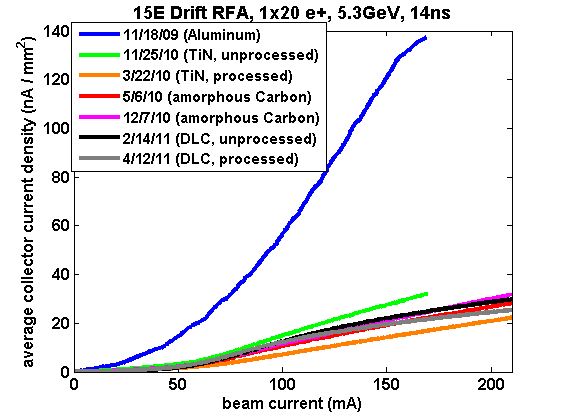 15E Drift RFA, 1x20 e+, 5.3GeV, 14ns
11/18/09 (Aluminum)
11/25/10 (TiN, unprocessed)
3/22/10 (TiN, processed)
5/6/10 (amorphous Carbon)
12/7/10 (amorphous Carbon)
2/14/11 (DLC, unprocessed)
4/12/11 (DLC, processed)
average collector current density (nA / mm²)
140
120
100
80
60
40
20
0
0
50
100
150
200
beam current (mA)